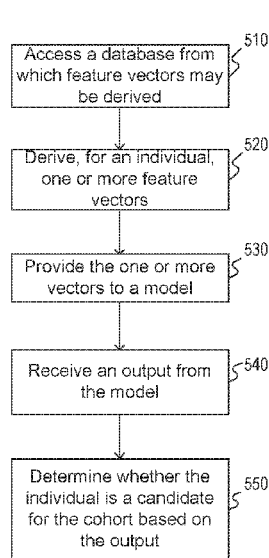 510
Access a database from
which feature vectors may
be derived
520
Derive, for an individual,
one or more feature
vectors
530
Provide the one or more
vectors to a model
540
Receive an output from
the model
550
Determine whether the
individual is a candidate
for the cohort based on
the output